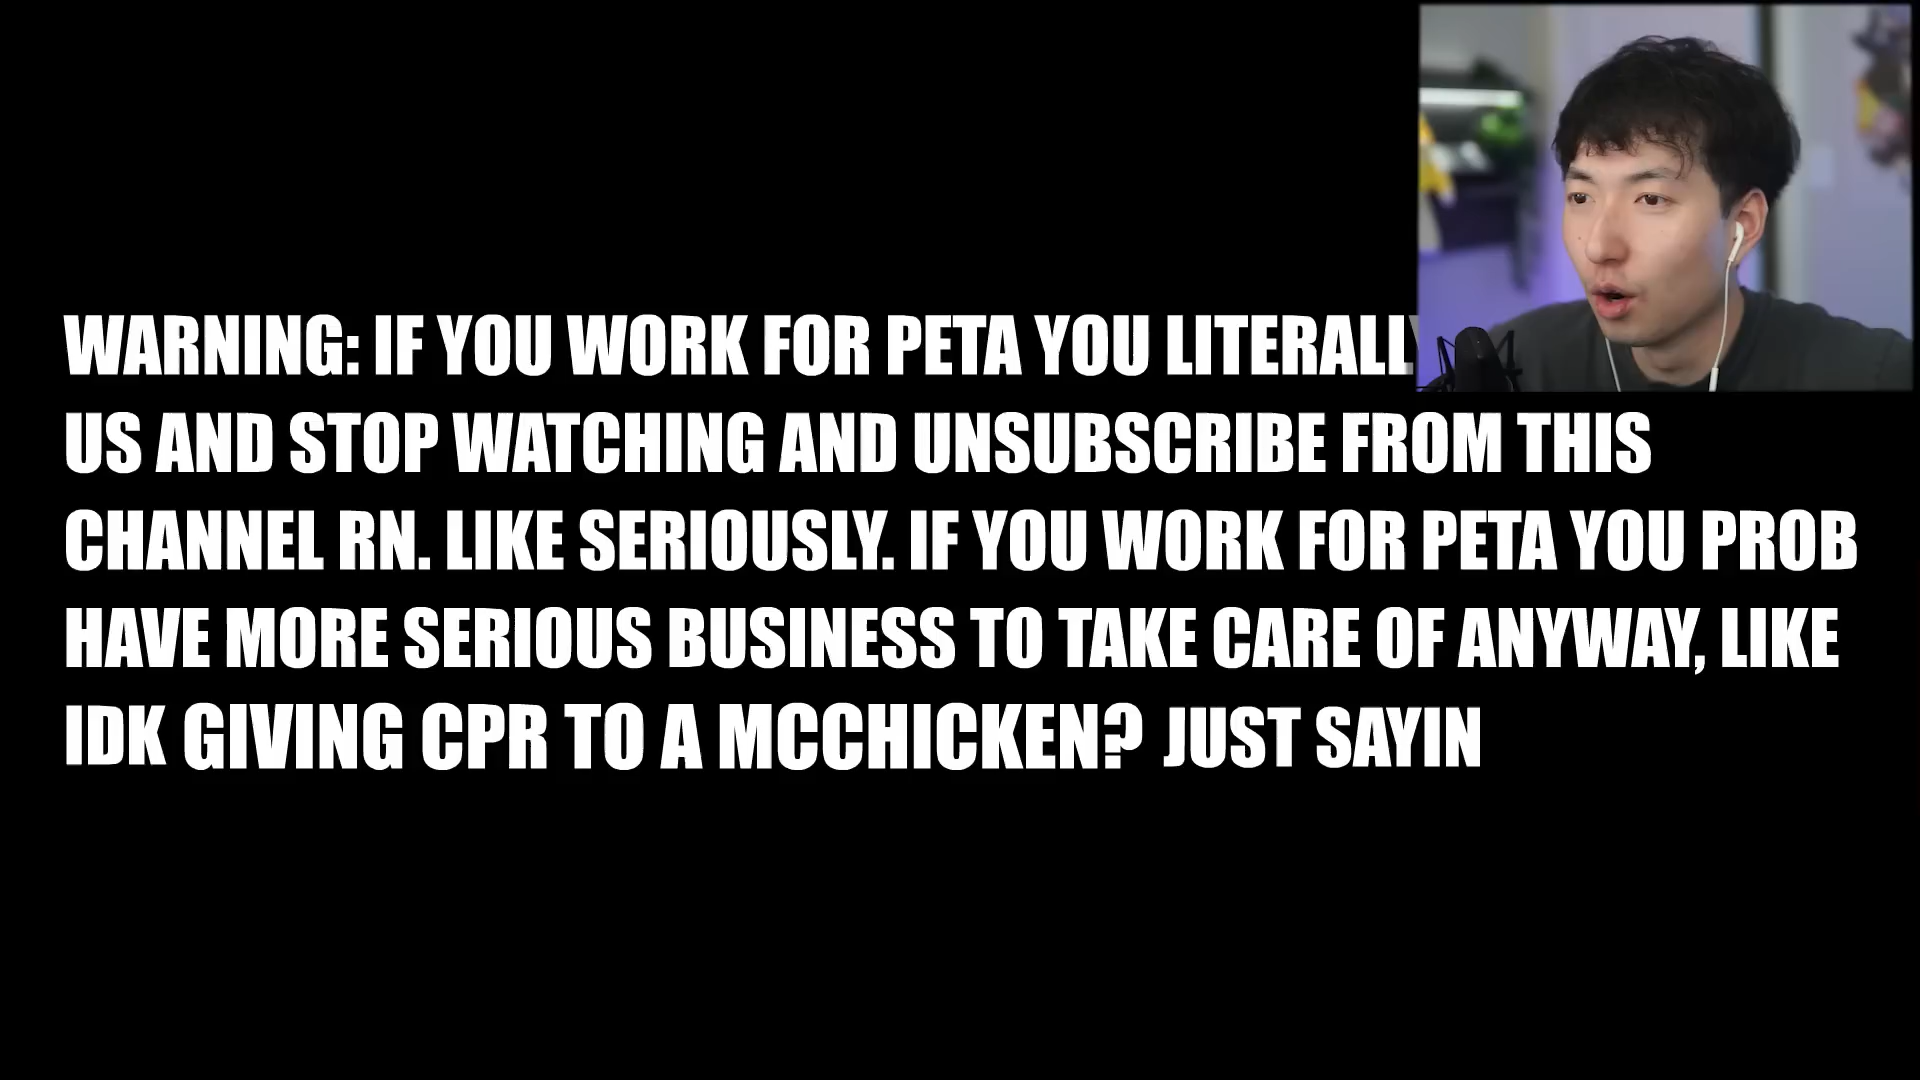 WARNING: IF YOU WORK FOR PETA YOU
US AND STOP WATCHING AND UNSUBSCRIBE FROM THIS
CHANNEL RN. LIKE SERIOUSLY. IF YOU WORK FOR PETA YOU PROB
HAVE MORE SERIOUS BUSINESS TO TAKE CARE OF ANYWAY, LIKE
IDK GIVING CPR TO A MCCHICKEN? JUST SAYIN